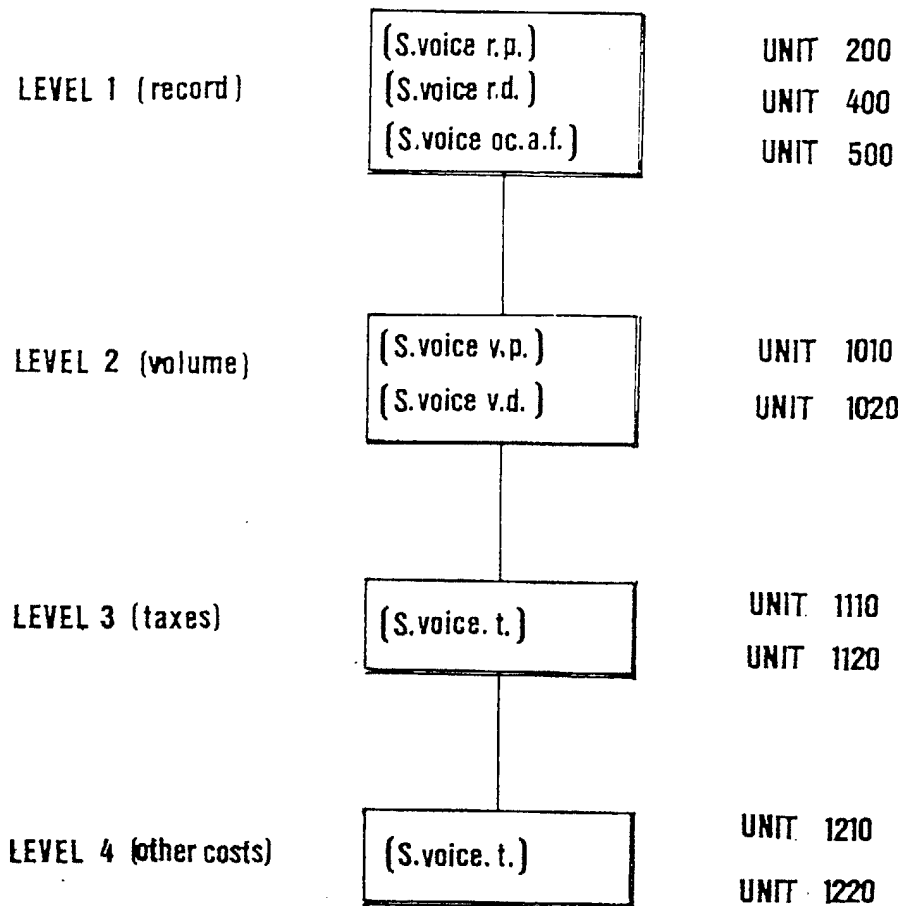 (S.voice r.p.) UNIT 200
LEVEL 1 (record) (S.voice r.d.) UNIT 400
(S.voice oc.a.f.) UNIT 500
LEVEL 2 (volume) (S.voice v.p.) UNIT 1010
(S.voice v.d.) UNIT 1020
LEVEL 3 (taxes) (S.voice. t.) UNIT 1110
UNIT 1120
LEVEL 4 (other costs) (S.voice. t.) UNIT 1210
UNIT 1220